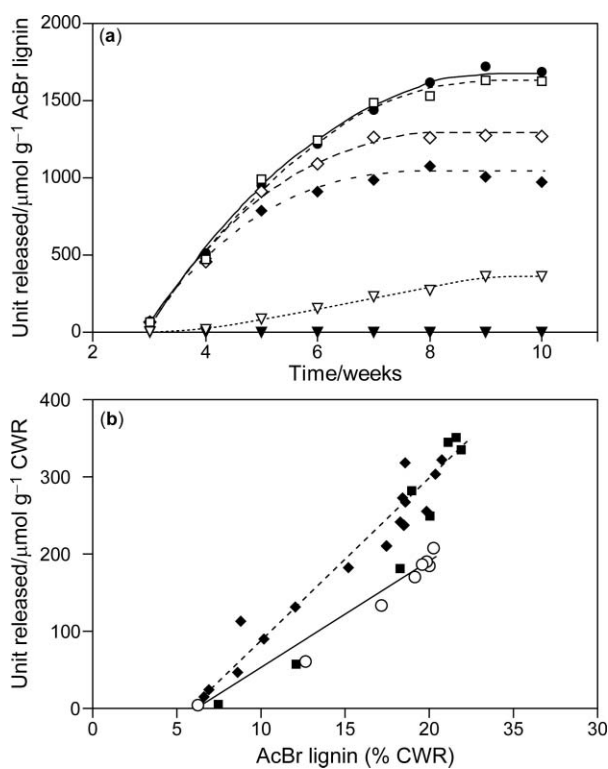 (a)
Unit released/μmol g⁻¹ AcBr lignin
2000
1500
1000
500
0
2 4 6 8 10
Time/weeks
(b)
Unit released/μmol g⁻¹ CWR
400
300
200
100
0
0 5 10 15 20 35 30
AcBr lignin (% CWR)